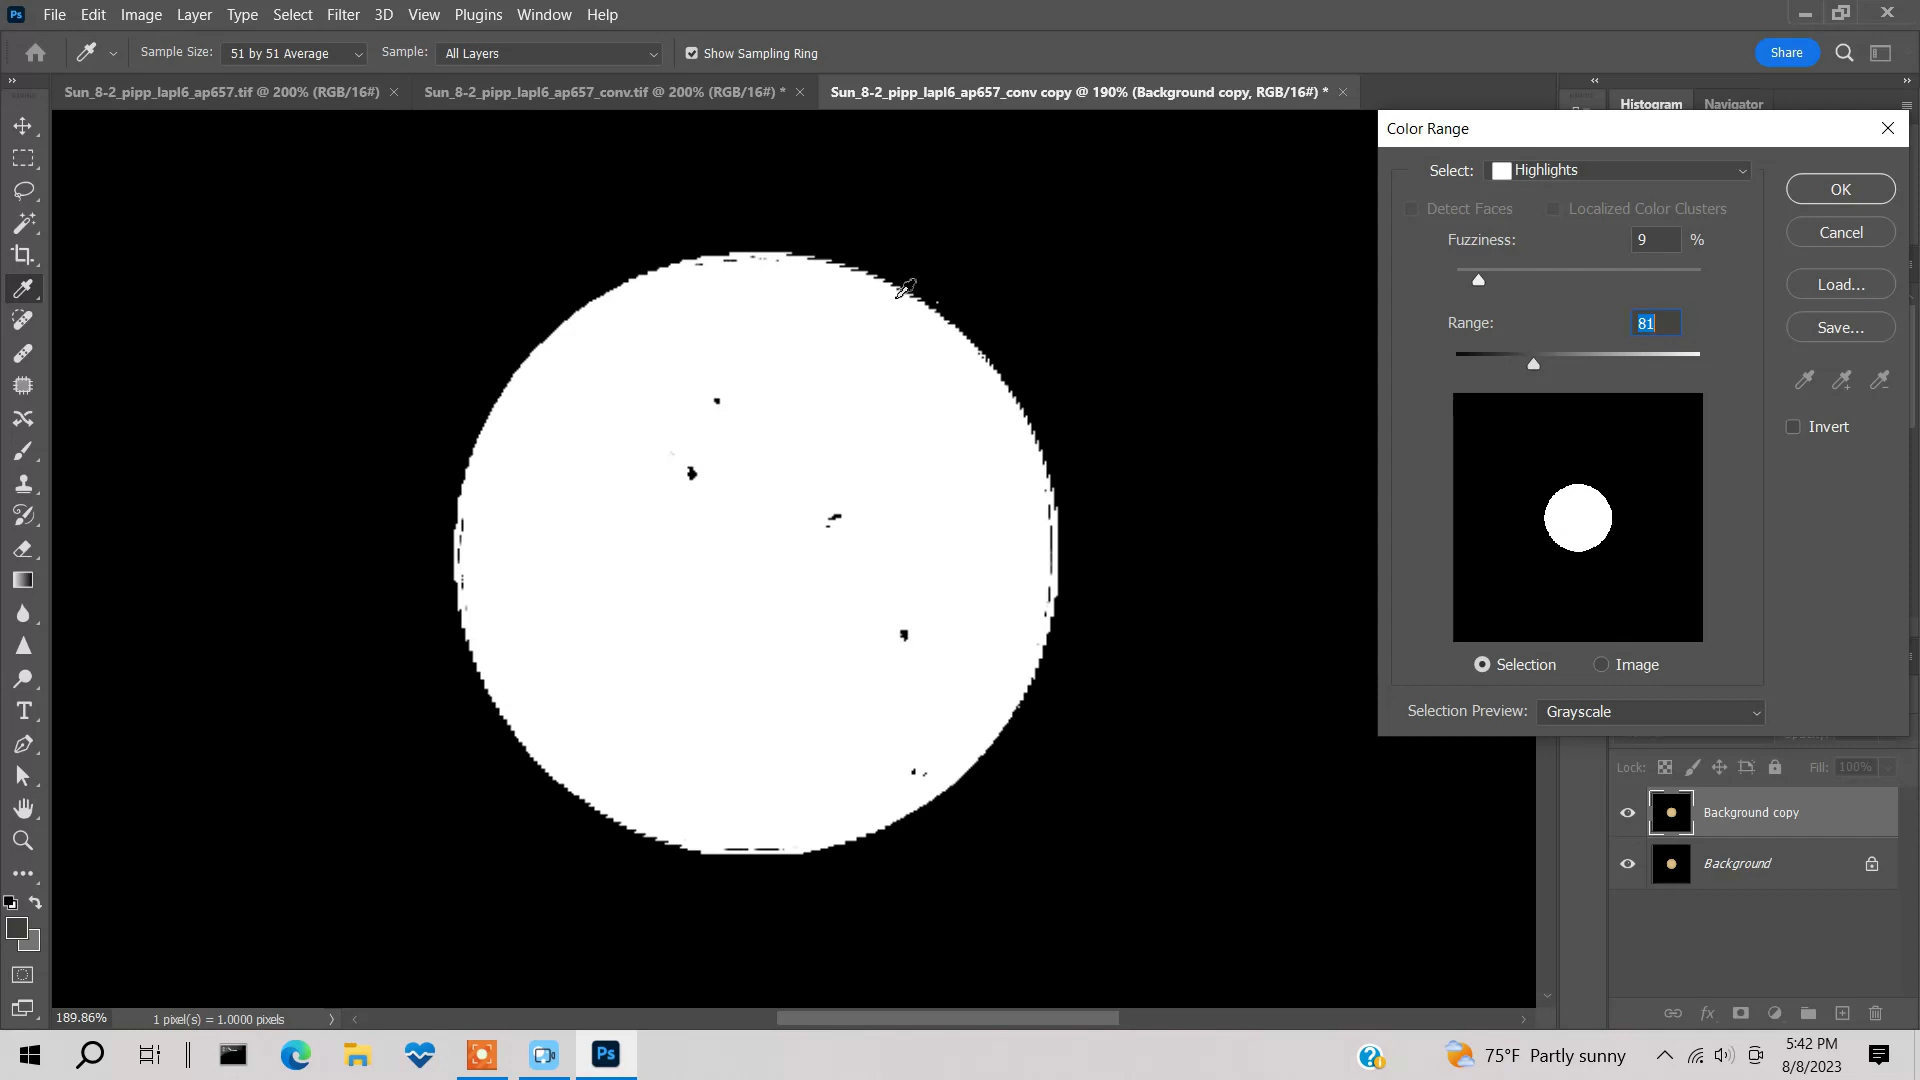 Ps File Edit Image Layer Type Select Filter 3D View Plugins Window Help
Sample Size: 51 by 51 Average Sample: All Layers Show Sampling Ring Share
Sun_8-2_pipp_lapl6_ap657.tif @ 200% (RGB/16#) Sun_8-2_pipp_lapl6_ap657_conv.tif @ 200% (RGB/16#) * Sun_8-2_pipp_lapl6_ap657_conv copy @ 190% (Background copy, RGB/16#) * Histogram Navigator
Color Range
Select: Highlights
OK
Detect Faces Localized Color Clusters
Fuzziness: 9 %
Cancel
Load...
Range: 81
Save...
Invert
Selection Image
Selection Preview: Grayscale
Lock: Fill: 100%
Background copy
Background
189.86% 1 pixel(s) = 1.0000 pixels
fx
Ps
75°F Partly sunny
5:42 PM
8/8/2023